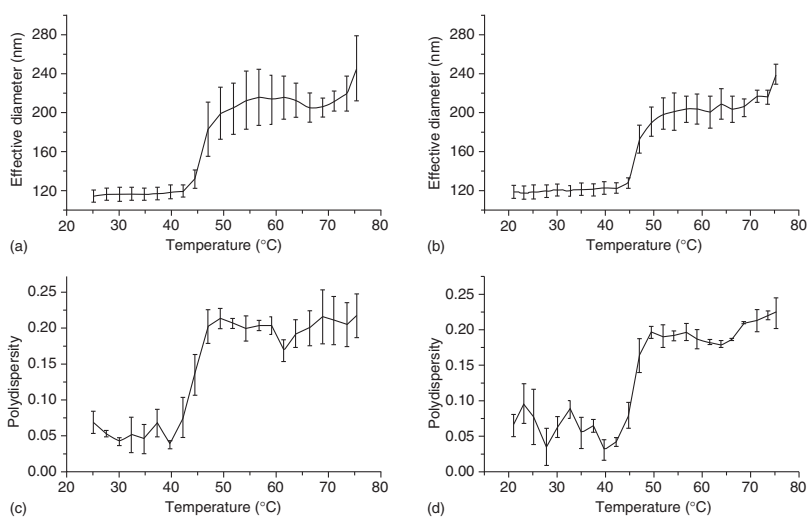 280
240
200
160
120
Effective diameter (nm)
20 30 40 50 60 70 80
(a)
Temperature (°C)
280
240
200
160
120
Effective diameter (nm)
20 30 40 50 60 70 80
(b)
Temperature (°C)
0.25
0.20
0.15
0.10
0.05
0.00
Polydispersity
20 30 40 50 60 70 80
(c)
Temperature (°C)
0.25
0.20
0.15
0.10
0.05
0.00
Polydispersity
20 30 40 50 60 70 80
(d)
Temperature (°C)